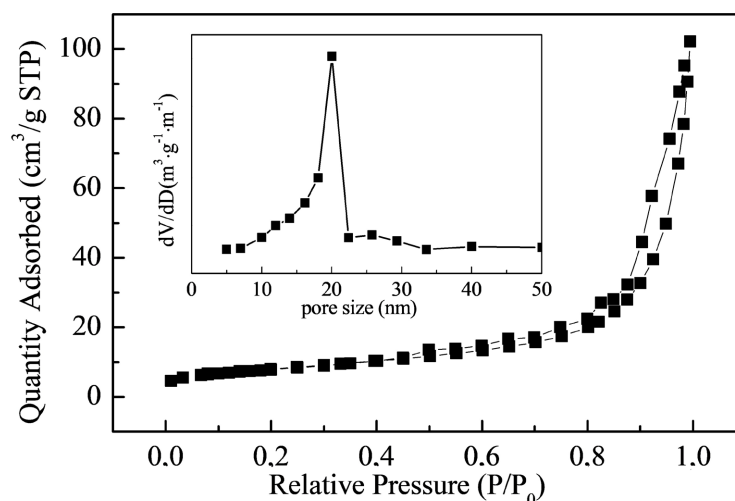 Quantity Adsorbed (cm³/g STP)
100
80
60
40
20
0
0.0 0.2 0.4 0.6 0.8 1.0
Relative Pressure (P/P₀)
dV/dD(m³·g⁻¹·m⁻¹)
0 10 20 30 40 50
pore size (nm)